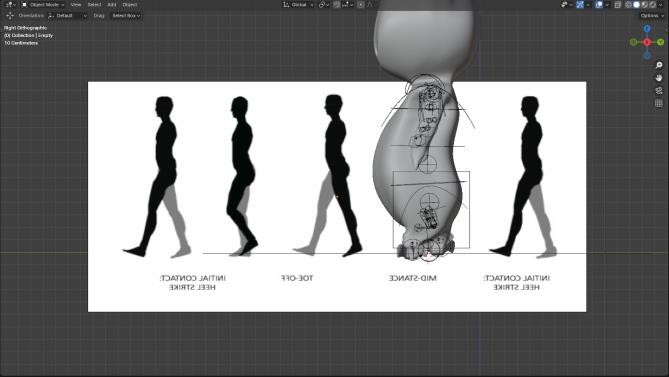 Object Mode
View
Select
Add
Object
Global
Orientation:
Default
Drag:
Select Box
Options
Right Orthographic
(0) Collection | Empty
10 Centimeters
INITIAL CONTACT:
HEEL STRIKE
TOE-OFF
MID-STANCE
INITIAL CONTACT:
HEEL STRIKE